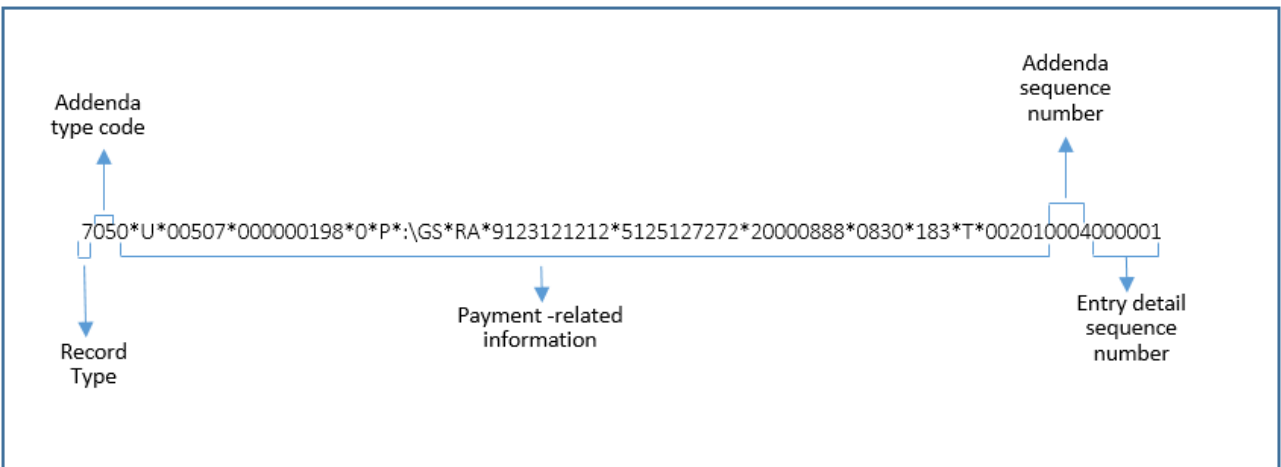 Addenda
type code
Addenda
sequence
number
7050*U*00507*000000198*0*P*:\GS*RA*9123121212*5125127272*20000888*0830*183*T*002010004000001
Record
Type
Payment -related
information
Entry detail
sequence
number